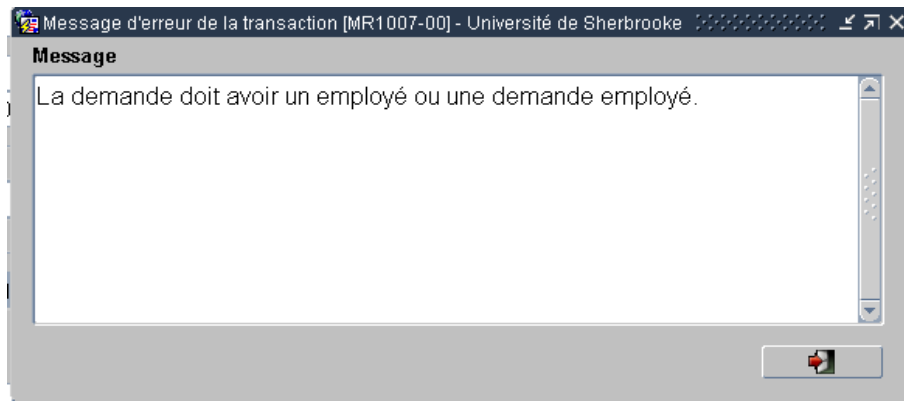 Message d'erreur de la transaction [MR1007-00] - Université de Sherbrooke
Message
La demande doit avoir un employé ou une demande employé.